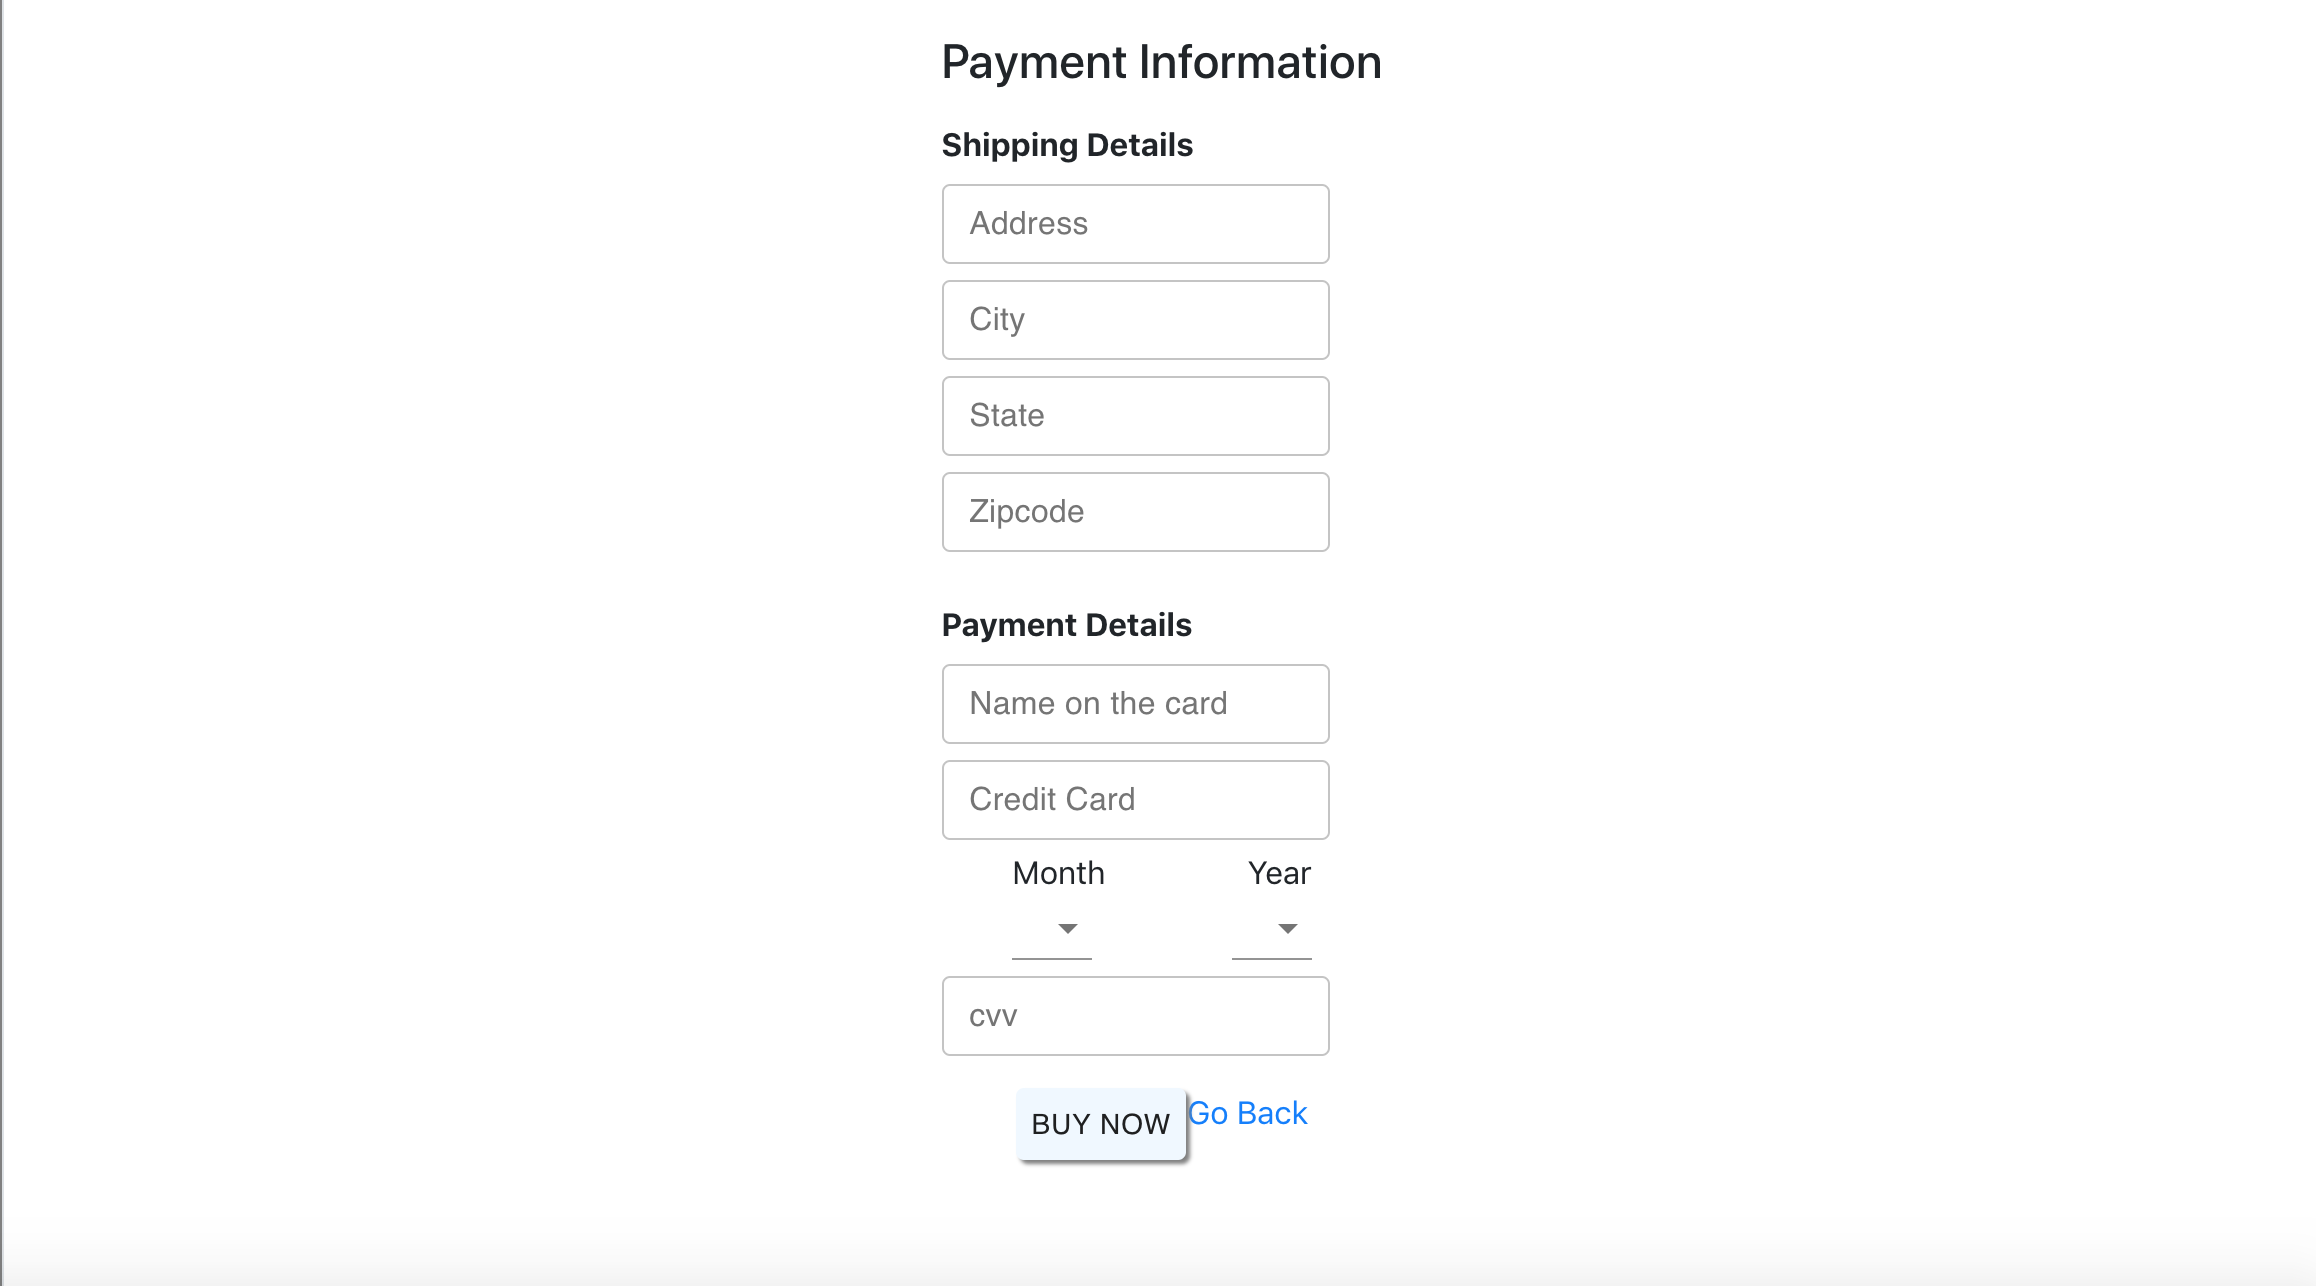 Payment Information
Shipping Details
Address
City
State
Zipcode
Payment Details
Name on the card
Credit Card
Month Year
cvv
BUY NOW Go Back